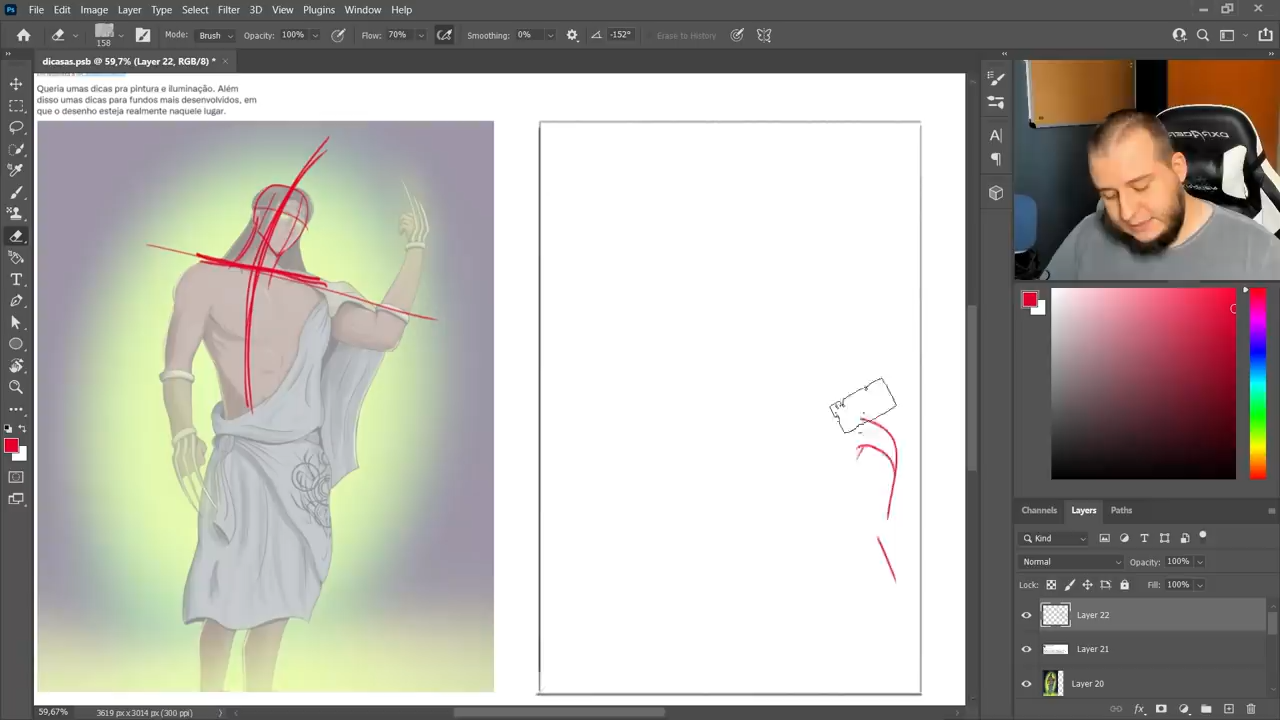 File Edit Image Layer Type Select Filter 3D View Plugins Window Help
158 Mode: Brush Opacity: 100% Flow: 70% Smoothing: 0% -152° Erase to History
dicasas.psb @ 59,7% (Layer 22, RGB/8) *
Queria umas dicas pra pintura e iluminação. Além
disso umas dicas para fundos mais desenvolvidos, em
que o desenho esteja realmente naquele lugar.
Channels Layers Paths
Kind
Normal Opacity: 100%
Lock: Fill: 100%
Layer 22
Layer 21
Layer 20
59,67% 3619 px x 3014 px (300 ppi)